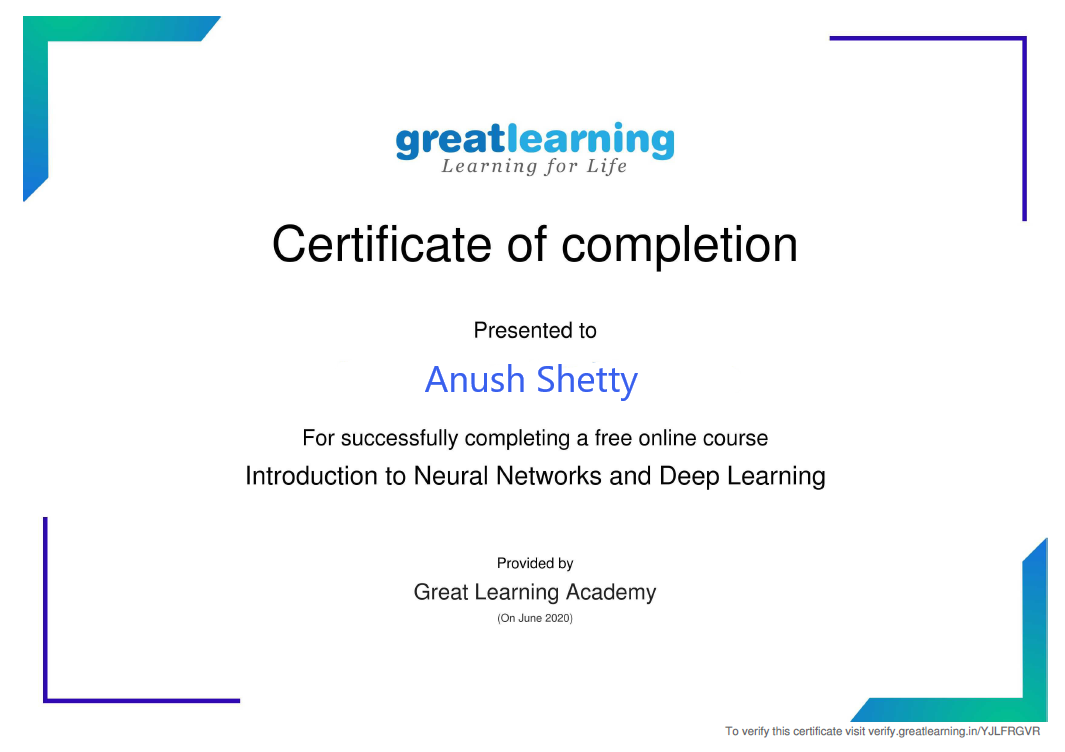 greatlearning
Learning for Life
Certificate of completion
Presented to
Anush Shetty
For successfully completing a free online course
Introduction to Neural Networks and Deep Learning
Provided by
Great Learning Academy
(On June 2020)
To verify this certificate visit verify.greatlearning.in/YJLFRGVR